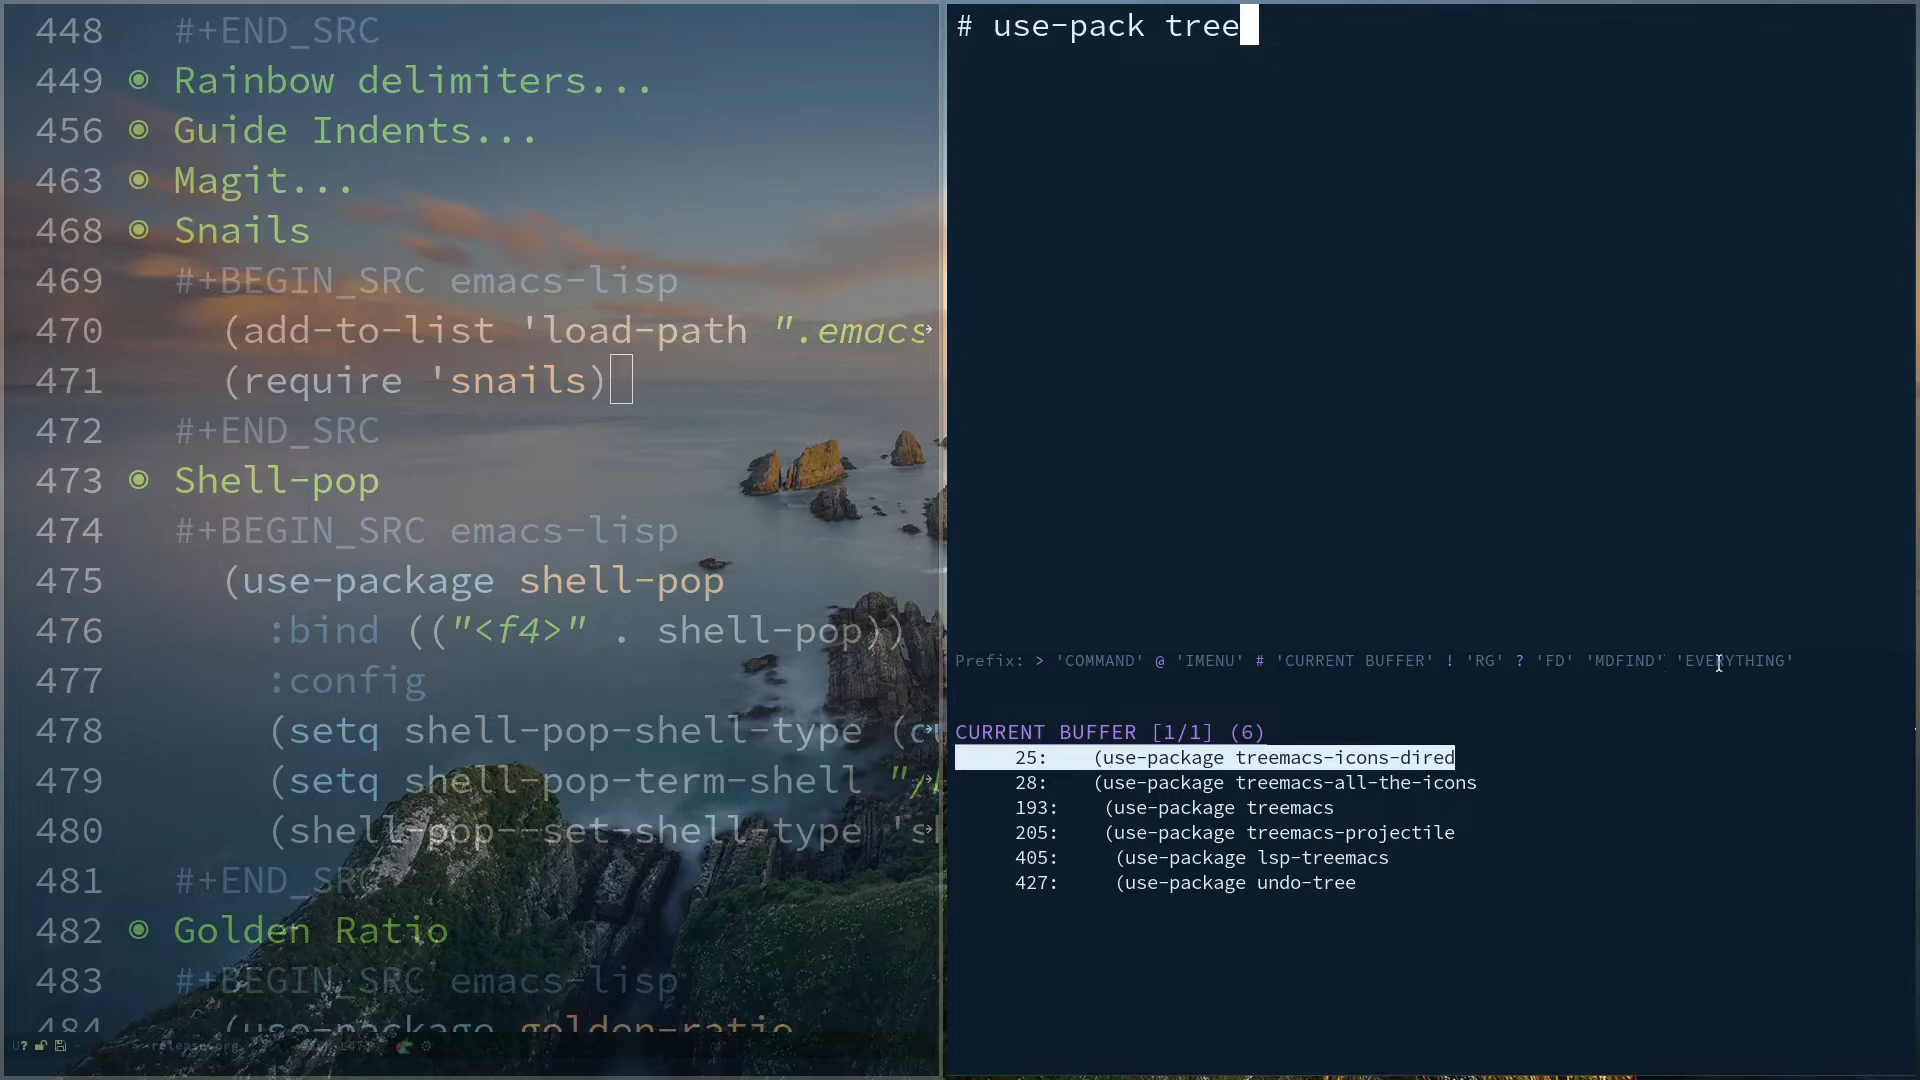 448 #+END_SRC
449 Rainbow delimiters...
456 Guide Indents...
463 Magit...
468 Snails
469 #+BEGIN_SRC emacs-lisp
470 (add-to-list 'load-path ".emacs
471 (require 'snails)
472 #+END_SRC
473 Shell-pop
474 #+BEGIN_SRC emacs-lisp
475 (use-package shell-pop
476 :bind (("<f4>" . shell-pop))
477 :config
478 (setq shell-pop-shell-type (
479 (setq shell-pop-term-shell "/
480 (shell-pop--set-shell-type '
481 #+END_SRC
482 Golden Ratio
483 #+BEGIN_SRC emacs-lisp
484 (use-package golden-ratio
U?
# use-pack tree
Prefix: > 'COMMAND' @ 'IMENU' # 'CURRENT BUFFER' ! 'RG' ? 'FD' 'MDFIND' 'EVERYTHING'
CURRENT BUFFER [1/1] (6)
25: (use-package treemacs-icons-dired
28: (use-package treemacs-all-the-icons
193: (use-package treemacs
205: (use-package treemacs-projectile
405: (use-package lsp-treemacs
427: (use-package undo-tree